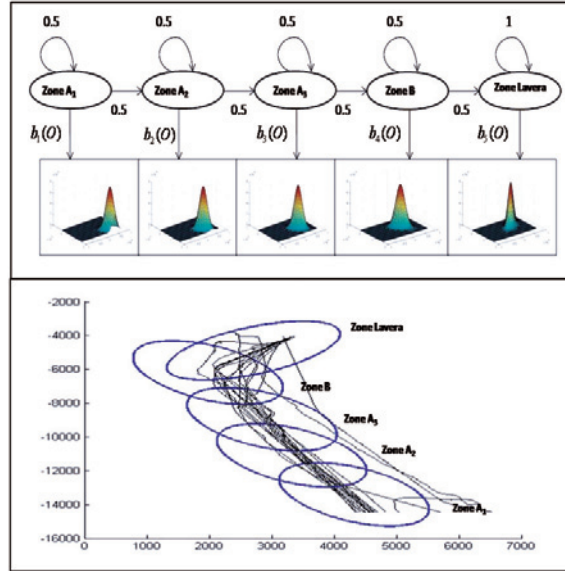 0.5 0.5 0.5 0.5 1
Zone A1 Zone A2 Zone A3 Zone B Zone Lavera
0.5 0.5 0.5 0.5
b1(O) b2(O) b3(O) b4(O) b5(O)
-2000
-4000
-6000
-8000
-10000
-12000
-14000
-16000
Zone Lavera
Zone B
Zone A3
Zone A2
Zone A1
0 1000 2000 3000 4000 5000 6000 7000